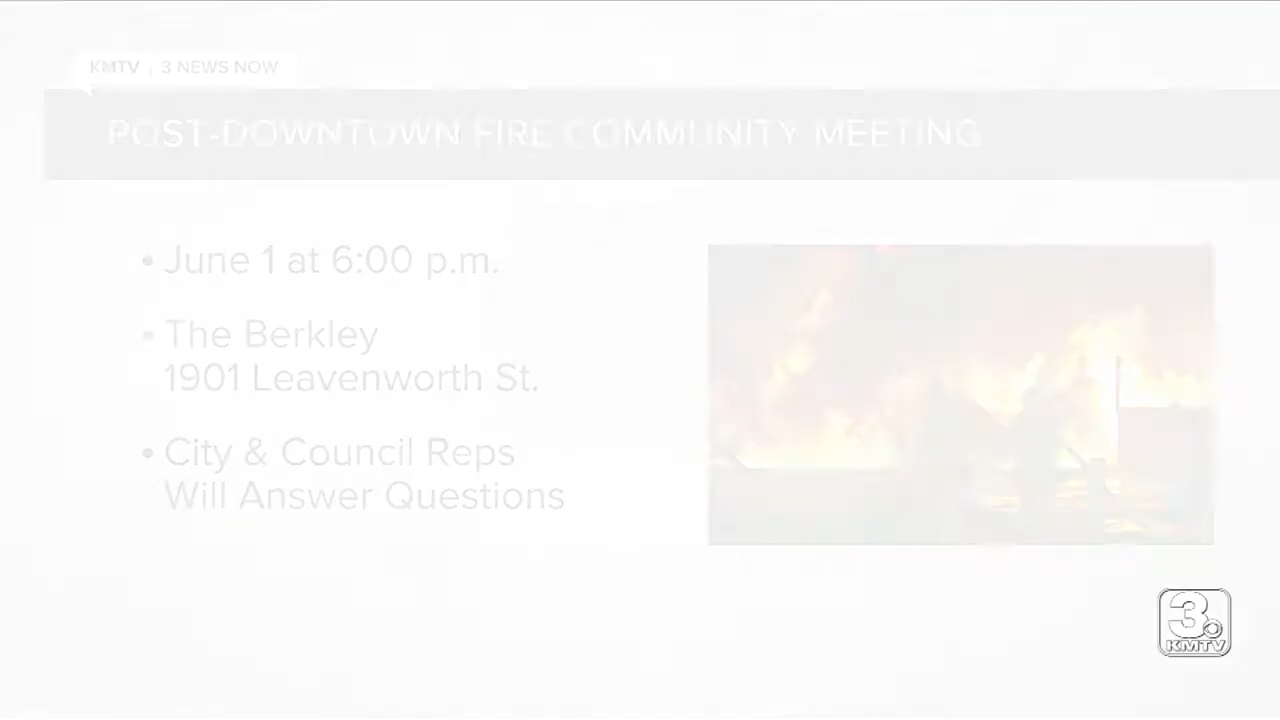 KMTV | 3 NEWS NOW
POST-DOWNTOWN FIRE COMMUNITY MEETING
• June 1 at 6:00 p.m.
• The Berkley
1901 Leavenworth St.
• City & Council Reps
Will Answer Questions
3
KMTV